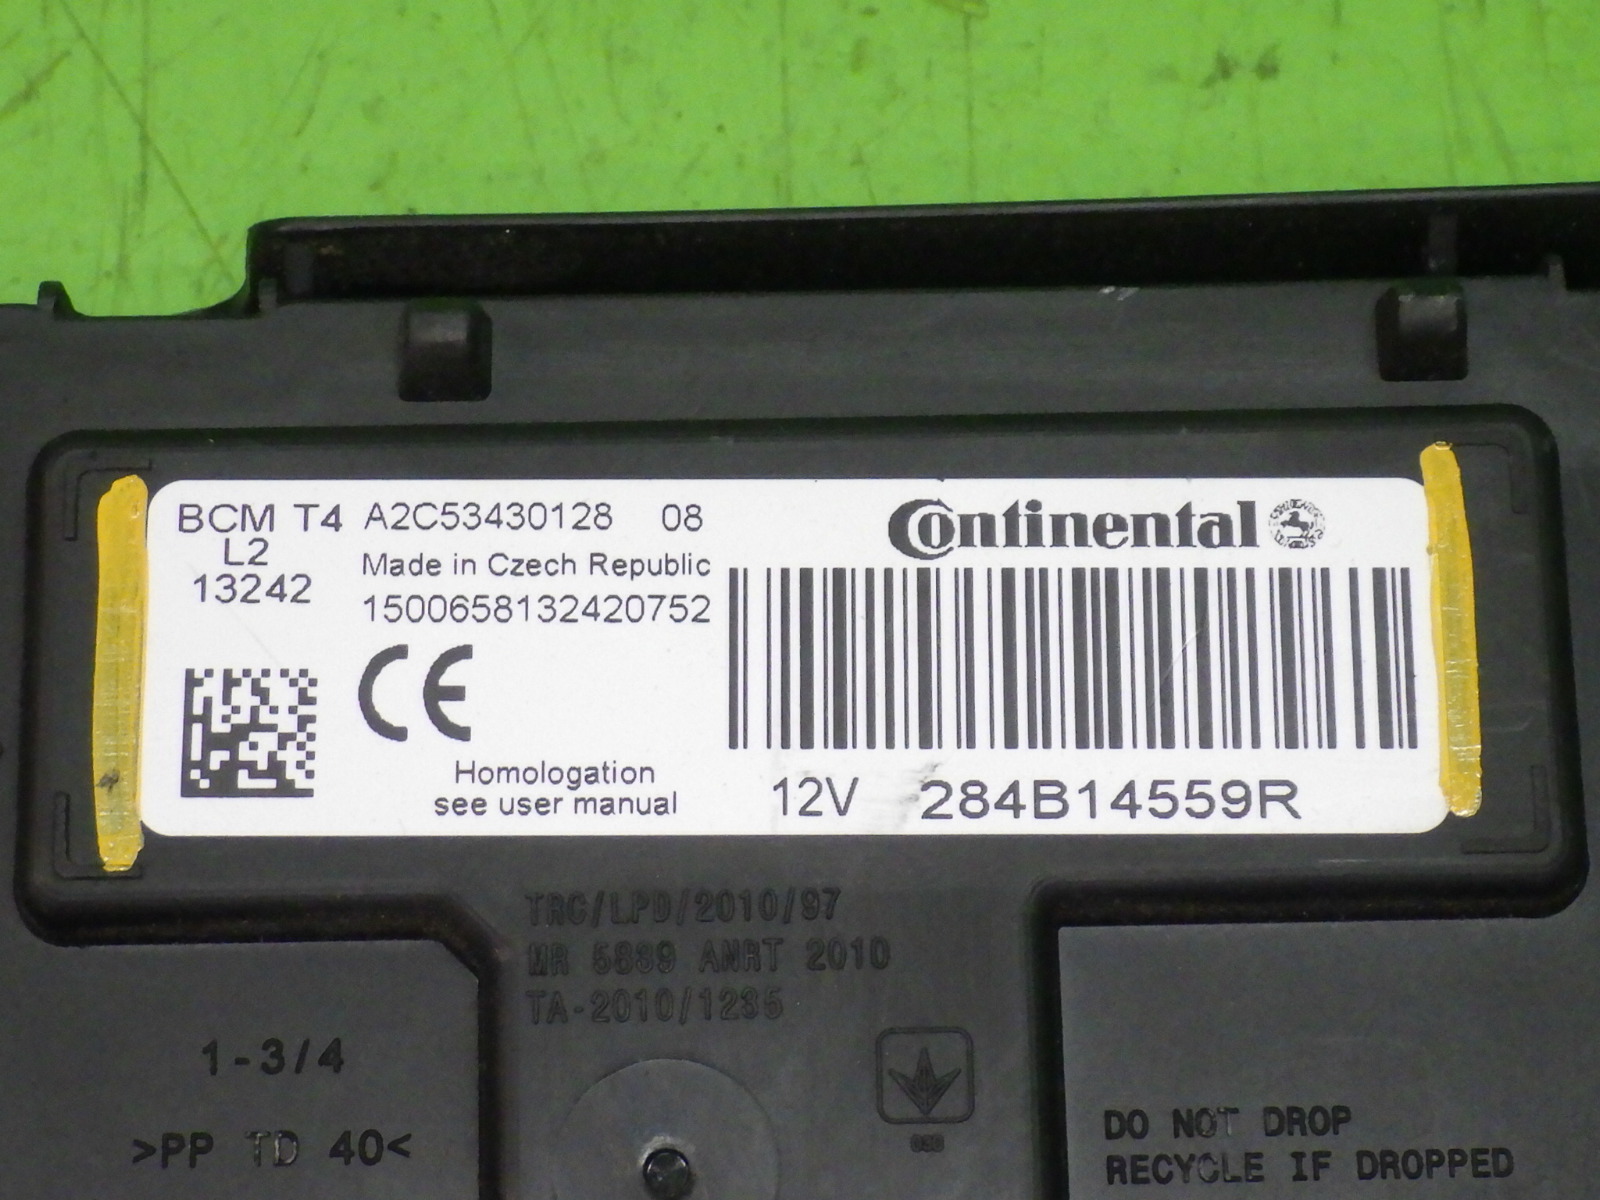 BCM T4 A2C53430128 08
L2
13242
Made in Czech Republic
1500658132420752
CE
Homologation
see user manual
Continental
12V 284B14559R
TRC/LPD/2010/97
MR 5889 ANRT 2010
TA-2010/1235
1-3/4
>PP TD 40<
DO NOT DROP
RECYCLE IF DROPPED